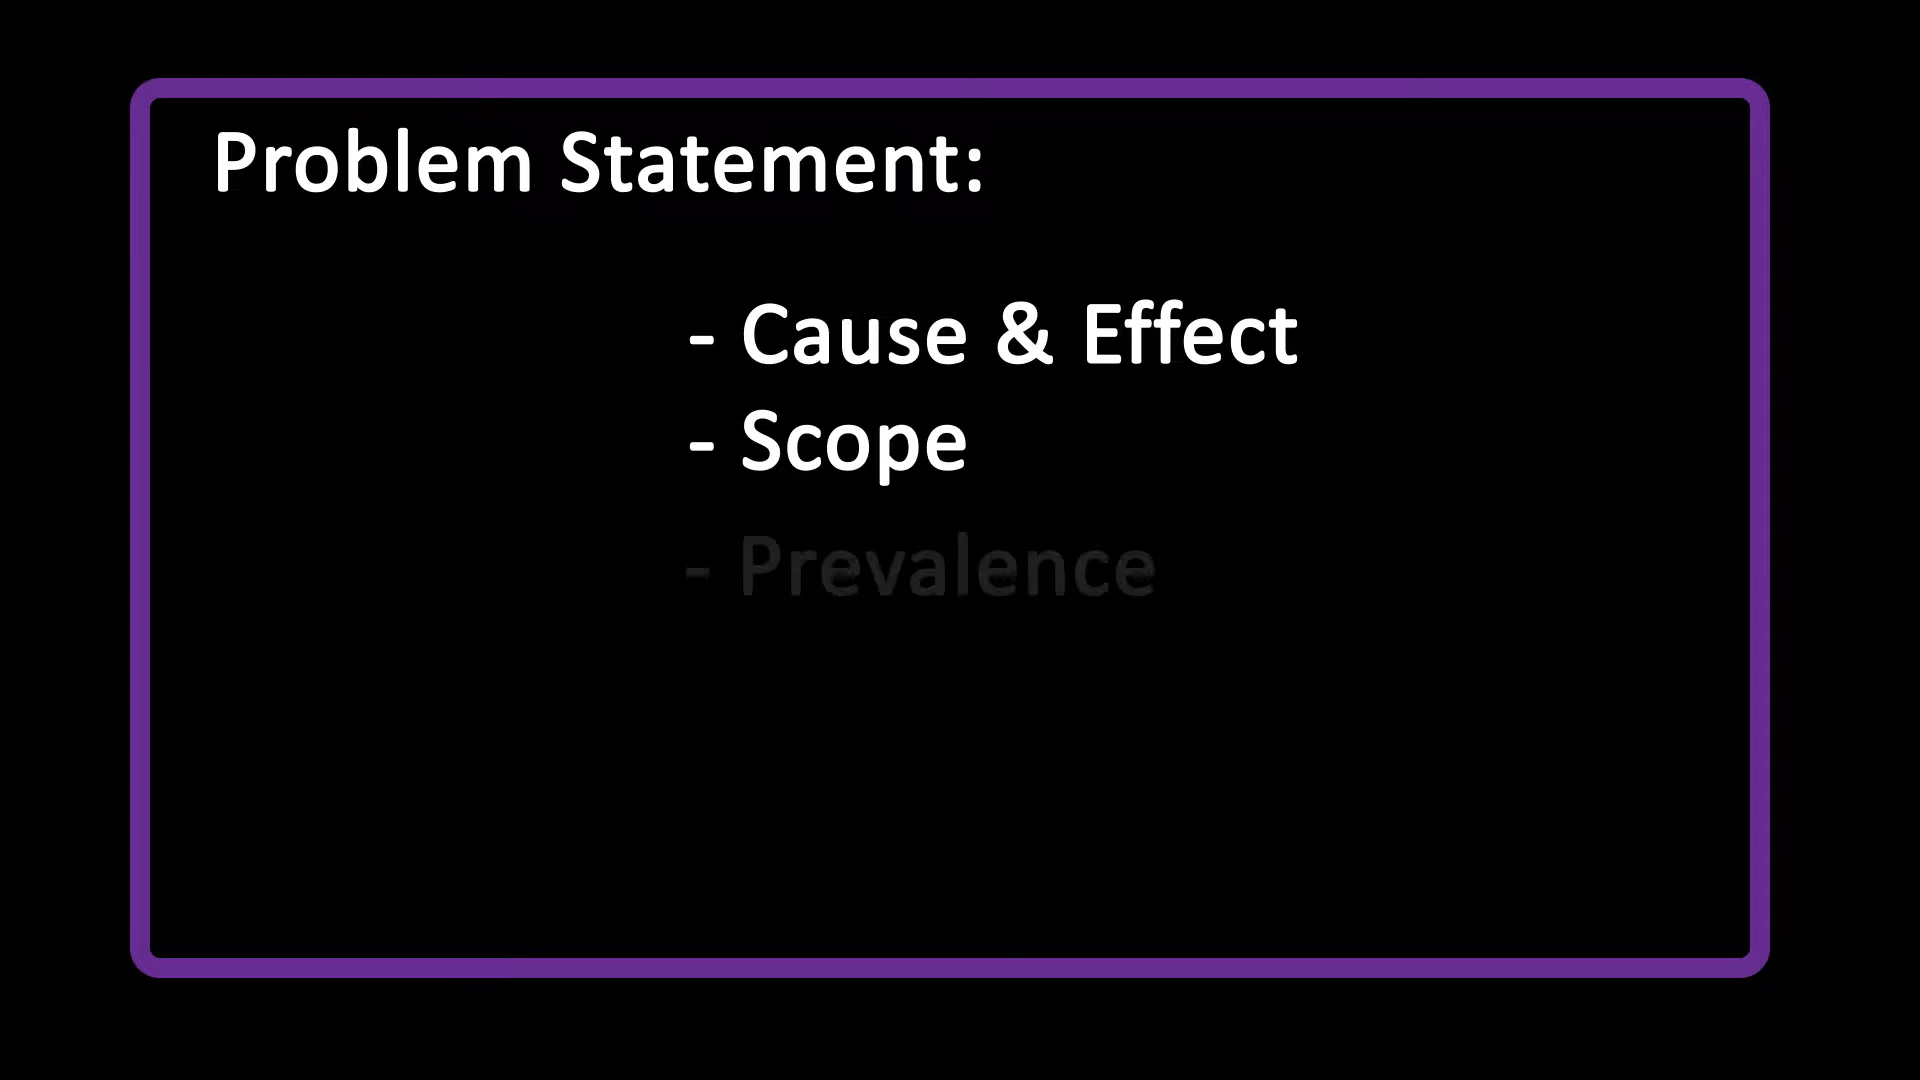 Problem Statement:
- Cause & Effect
- Scope
- Prevalence